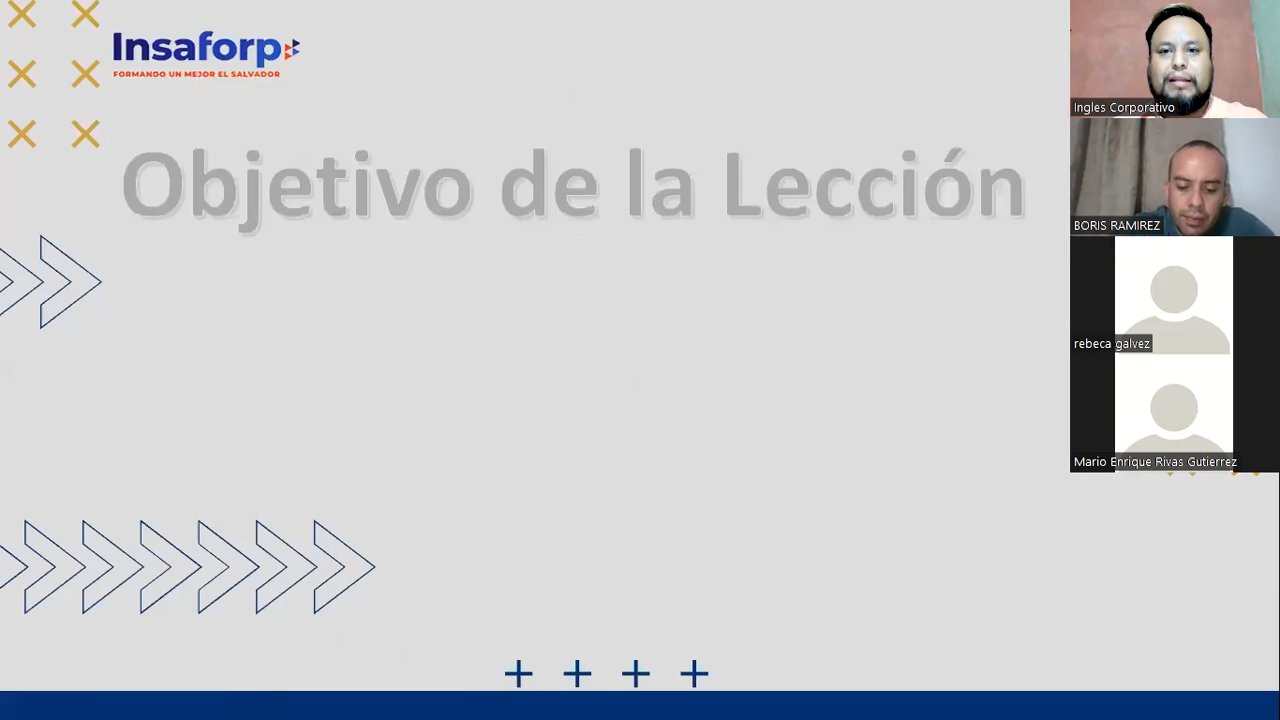 Insaforp
FORMANDO UN MEJOR EL SALVADOR
Objetivo de la Lección
Ingles Corporativo
BORIS RAMIREZ
rebeca galvez
Mario Enrique Rivas Gutierrez